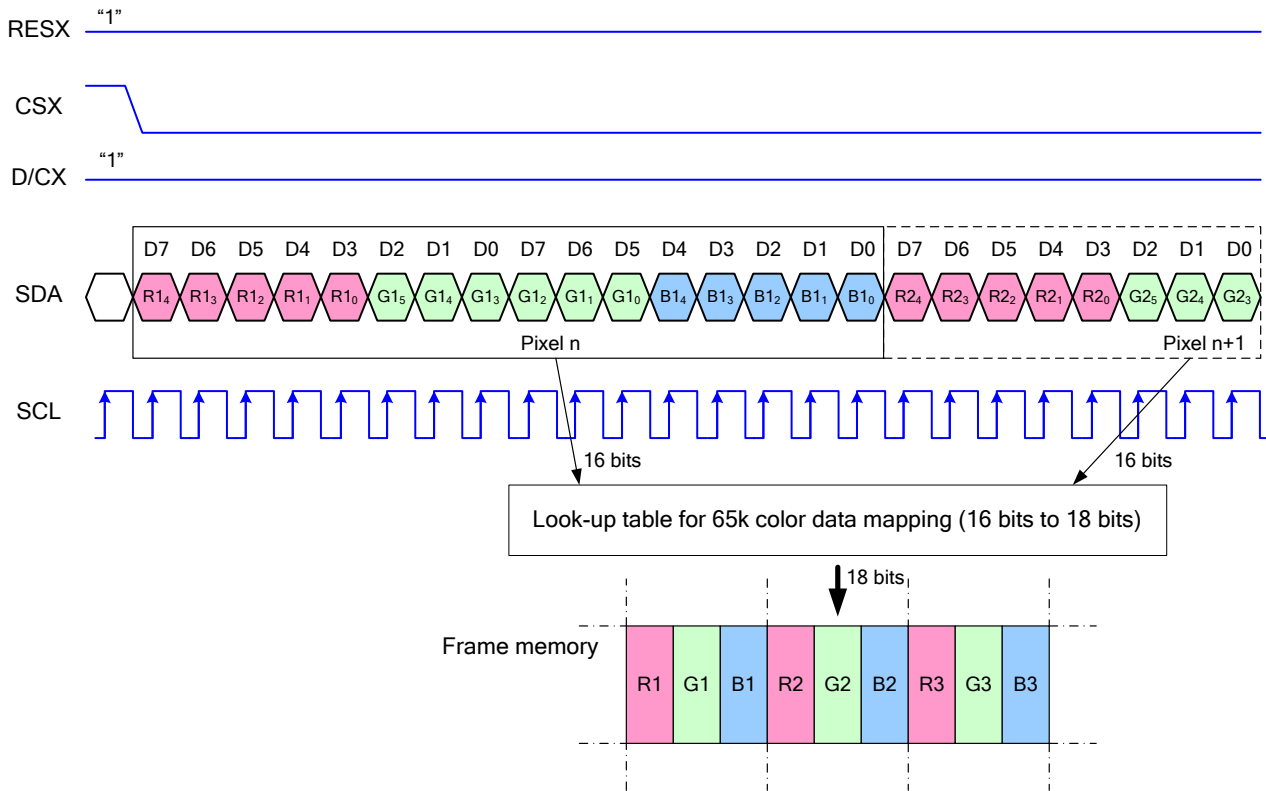 RESX “1”
CSX
D/CX “1”
D7 D6 D5 D4 D3 D2 D1 D0 D7 D6 D5 D4 D3 D2 D1 D0 D7 D6 D5 D4 D3 D2 D1 D0
SDA R1₄ R1₃ R1₂ R1₁ R1₀ G1₅ G1₄ G1₃ G1₂ G1₁ G1₀ B1₄ B1₃ B1₂ B1₁ B1₀ R2₄ R2₃ R2₂ R2₁ R2₀ G2₅ G2₄ G2₃
Pixel n Pixel n+1
SCL
16 bits 16 bits
Look-up table for 65k color data mapping (16 bits to 18 bits)
18 bits
Frame memory
R1 G1 B1 R2 G2 B2 R3 G3 B3